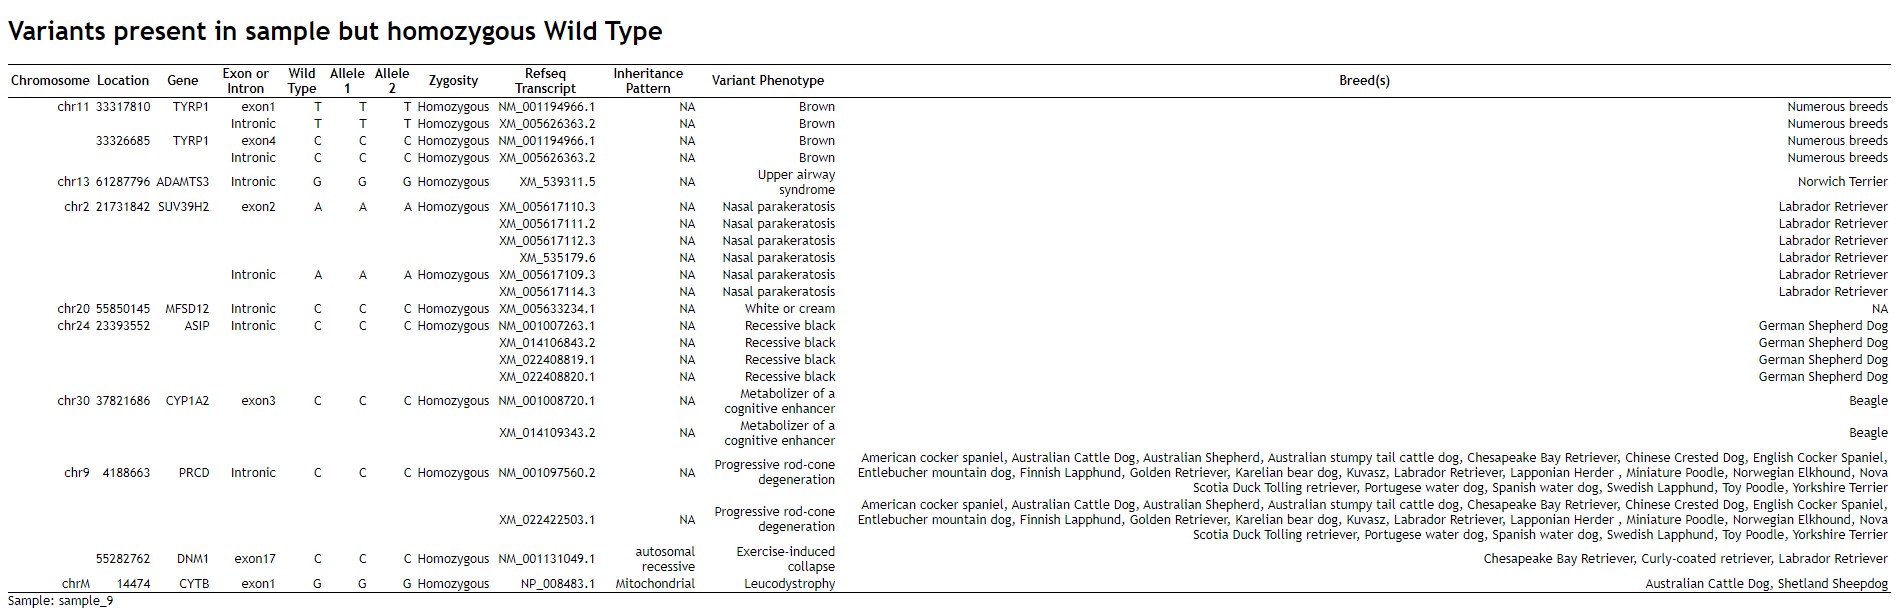 Variants present in sample but homozygous Wild Type
Chromosome Location Gene Exon or Intron Wild Type Allele 1 Allele 2 Zygosity Refseq Transcript Inheritance Pattern Variant Phenotype Breed(s)
chr11 33317810 TYRP1 exon1 T T T Homozygous NM_001194966.1 NA Brown Numerous breeds
Intronic T T T Homozygous XM_005626363.2 NA Brown Numerous breeds
33326685 TYRP1 exon4 C C C Homozygous NM_001194966.1 NA Brown Numerous breeds
Intronic C C C Homozygous XM_005626363.2 NA Brown Numerous breeds
chr13 61287796 ADAMTS3 Intronic G G G Homozygous XM_539311.5 NA Upper airway syndrome Norwich Terrier
chr2 21731842 SUV39H2 exon2 A A A Homozygous XM_005617110.3 NA Nasal parakeratosis Labrador Retriever
XM_005617111.2 NA Nasal parakeratosis Labrador Retriever
XM_005617112.3 NA Nasal parakeratosis Labrador Retriever
XM_535179.6 NA Nasal parakeratosis Labrador Retriever
Intronic A A A Homozygous XM_005617109.3 NA Nasal parakeratosis Labrador Retriever
XM_005617114.3 NA Nasal parakeratosis Labrador Retriever
chr20 55850145 MFSD12 Intronic C C C Homozygous XM_005633234.1 NA White or cream NA
chr24 23393552 ASIP Intronic C C C Homozygous NM_001007263.1 NA Recessive black German Shepherd Dog
XM_014106843.2 NA Recessive black German Shepherd Dog
XM_022408819.1 NA Recessive black German Shepherd Dog
XM_022408820.1 NA Recessive black German Shepherd Dog
chr30 37821686 CYP1A2 exon3 C C C Homozygous NM_001008720.1 NA Metabolizer of a cognitive enhancer Beagle
XM_014109343.2 NA Metabolizer of a cognitive enhancer Beagle
chr9 4188663 PRCD Intronic C C C Homozygous NM_001097560.2 NA Progressive rod-cone degeneration American cocker spaniel, Australian Cattle Dog, Australian Shepherd, Australian stumpy tail cattle dog, Chesapeake Bay Retriever, Chinese Crested Dog, English Cocker Spaniel,
Entlebucher mountain dog, Finnish Lapphund, Golden Retriever, Karelian bear dog, Kuvasz, Labrador Retriever, Lapponian Herder , Miniature Poodle, Norwegian Elkhound, Nova
Scotia Duck Tolling retriever, Portugese water dog, Spanish water dog, Swedish Lapphund, Toy Poodle, Yorkshire Terrier
XM_022422503.1 NA Progressive rod-cone degeneration American cocker spaniel, Australian Cattle Dog, Australian Shepherd, Australian stumpy tail cattle dog, Chesapeake Bay Retriever, Chinese Crested Dog, English Cocker Spaniel,
Entlebucher mountain dog, Finnish Lapphund, Golden Retriever, Karelian bear dog, Kuvasz, Labrador Retriever, Lapponian Herder , Miniature Poodle, Norwegian Elkhound, Nova
Scotia Duck Tolling retriever, Portugese water dog, Spanish water dog, Swedish Lapphund, Toy Poodle, Yorkshire Terrier
55282762 DNM1 exon17 C C C Homozygous NM_001131049.1 autosomal recessive Exercise-induced collapse Chesapeake Bay Retriever, Curly-coated retriever, Labrador Retriever
chrM 14474 CYTB exon1 G G G Homozygous NP_008483.1 Mitochondrial Leucodystrophy Australian Cattle Dog, Shetland Sheepdog
Sample: sample_9